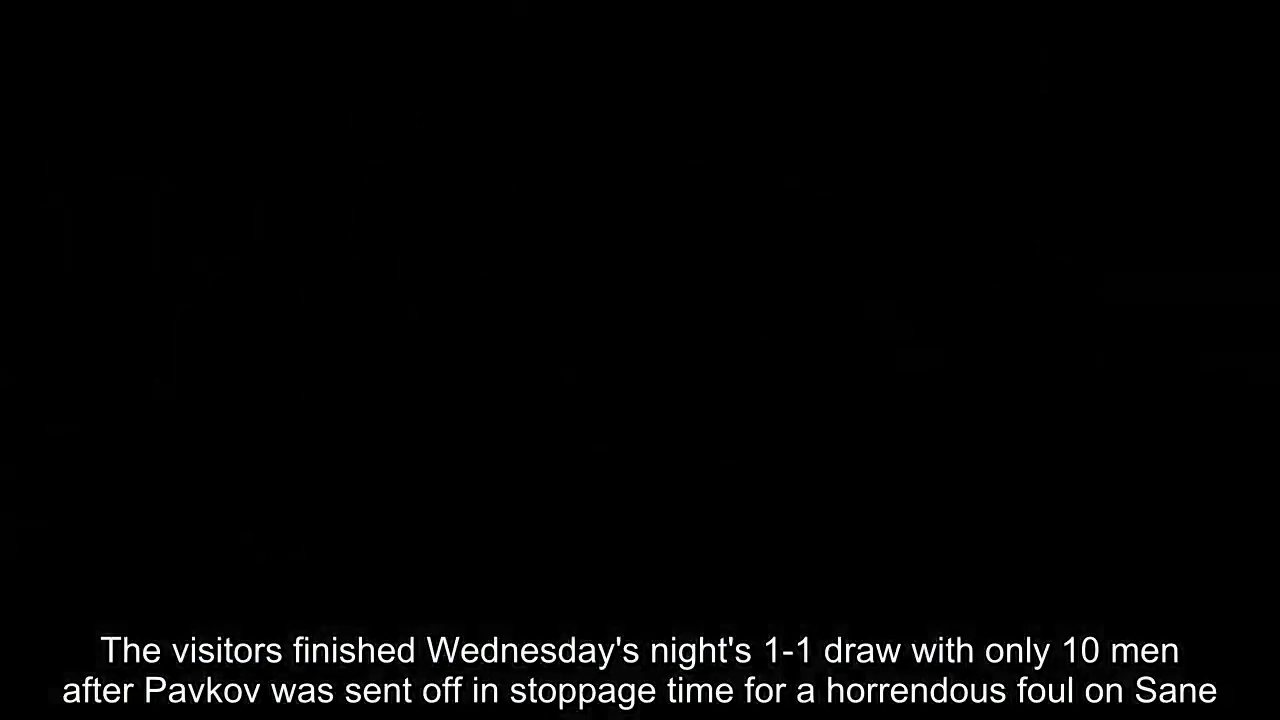 The visitors finished Wednesday's night's 1-1 draw with only 10 men
after Pavkov was sent off in stoppage time for a horrendous foul on Sane